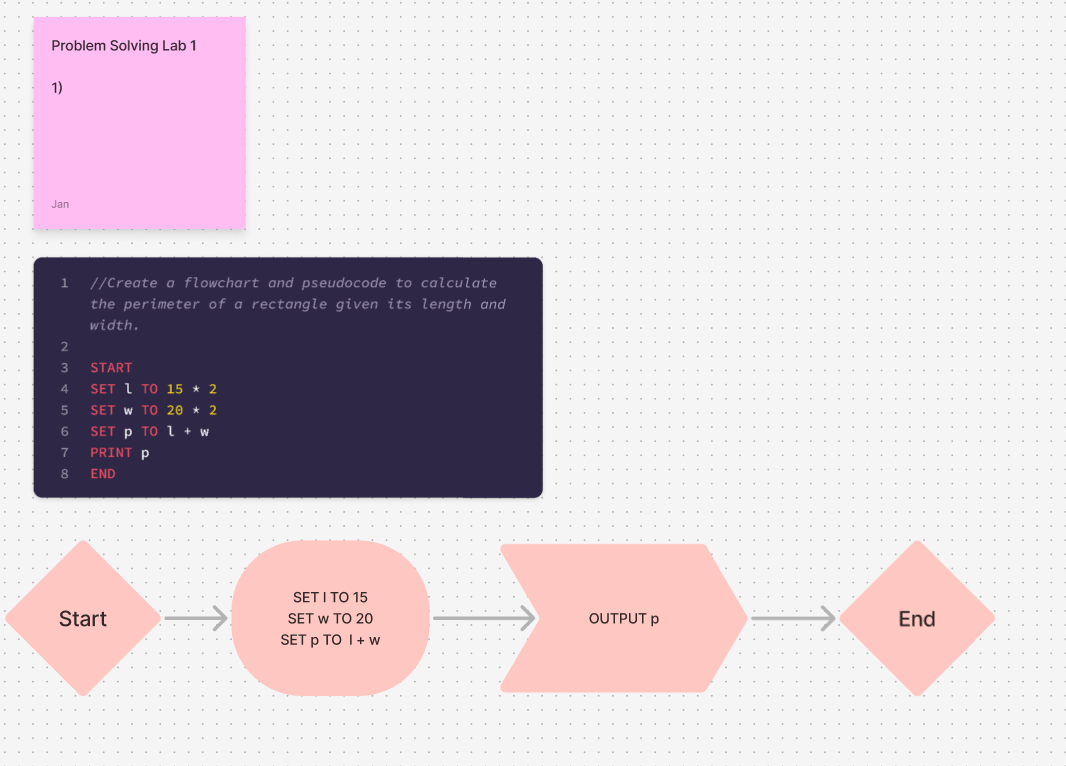 Problem Solving Lab 1
1)
Jan
1 //Create a flowchart and pseudocode to calculate
the perimeter of a rectangle given its length and
width.
2
3 START
4 SET l TO 15 * 2
5 SET w TO 20 * 2
6 SET p TO l + w
7 PRINT p
8 END
Start
SET l TO 15
SET w TO 20
SET p TO l + w
OUTPUT p
End